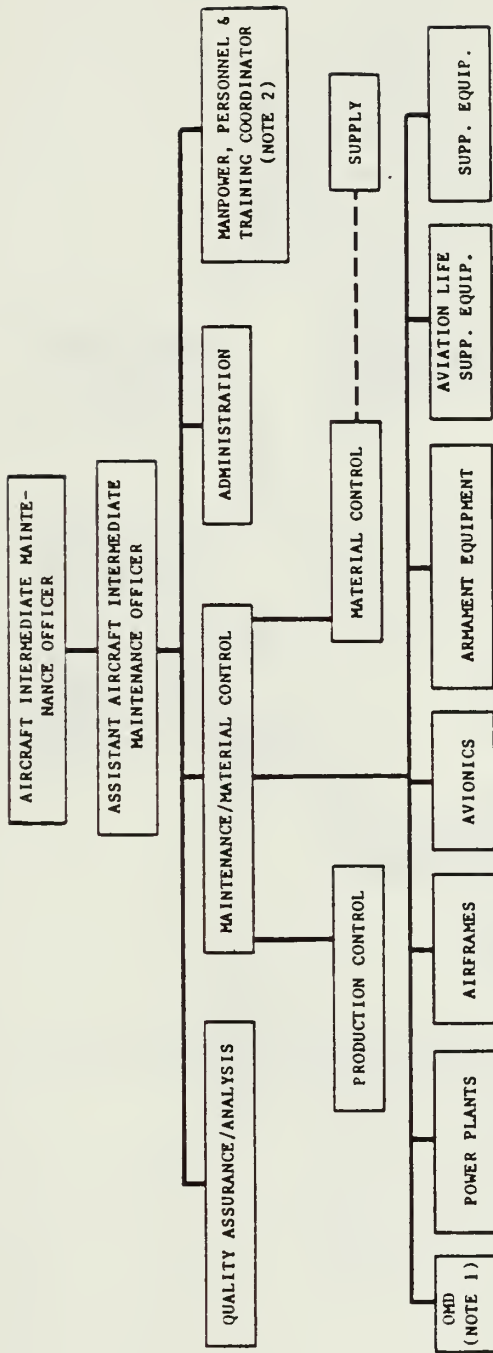 AIRCRAFT INTERMEDIATE MAINTE-
NANCE OFFICER
ASSISTANT AIRCRAFT INTERMEDIATE
MAINTENANCE OFFICER
QUALITY ASSURANCE/ANALYSIS
MAINTENANCE/MATERIAL CONTROL
ADMINISTRATION
MANPOWER, PERSONNEL &
TRAINING COORDINATOR
(NOTE 2)
PRODUCTION CONTROL
MATERIAL CONTROL
SUPPLY
OMD
(NOTE 1)
POWER PLANTS
AIRFRAMES
AVIONICS
ARMAMENT EQUIPMENT
AVIATION LIFE
SUPP. EQUIP.
SUPP. EQUIP.